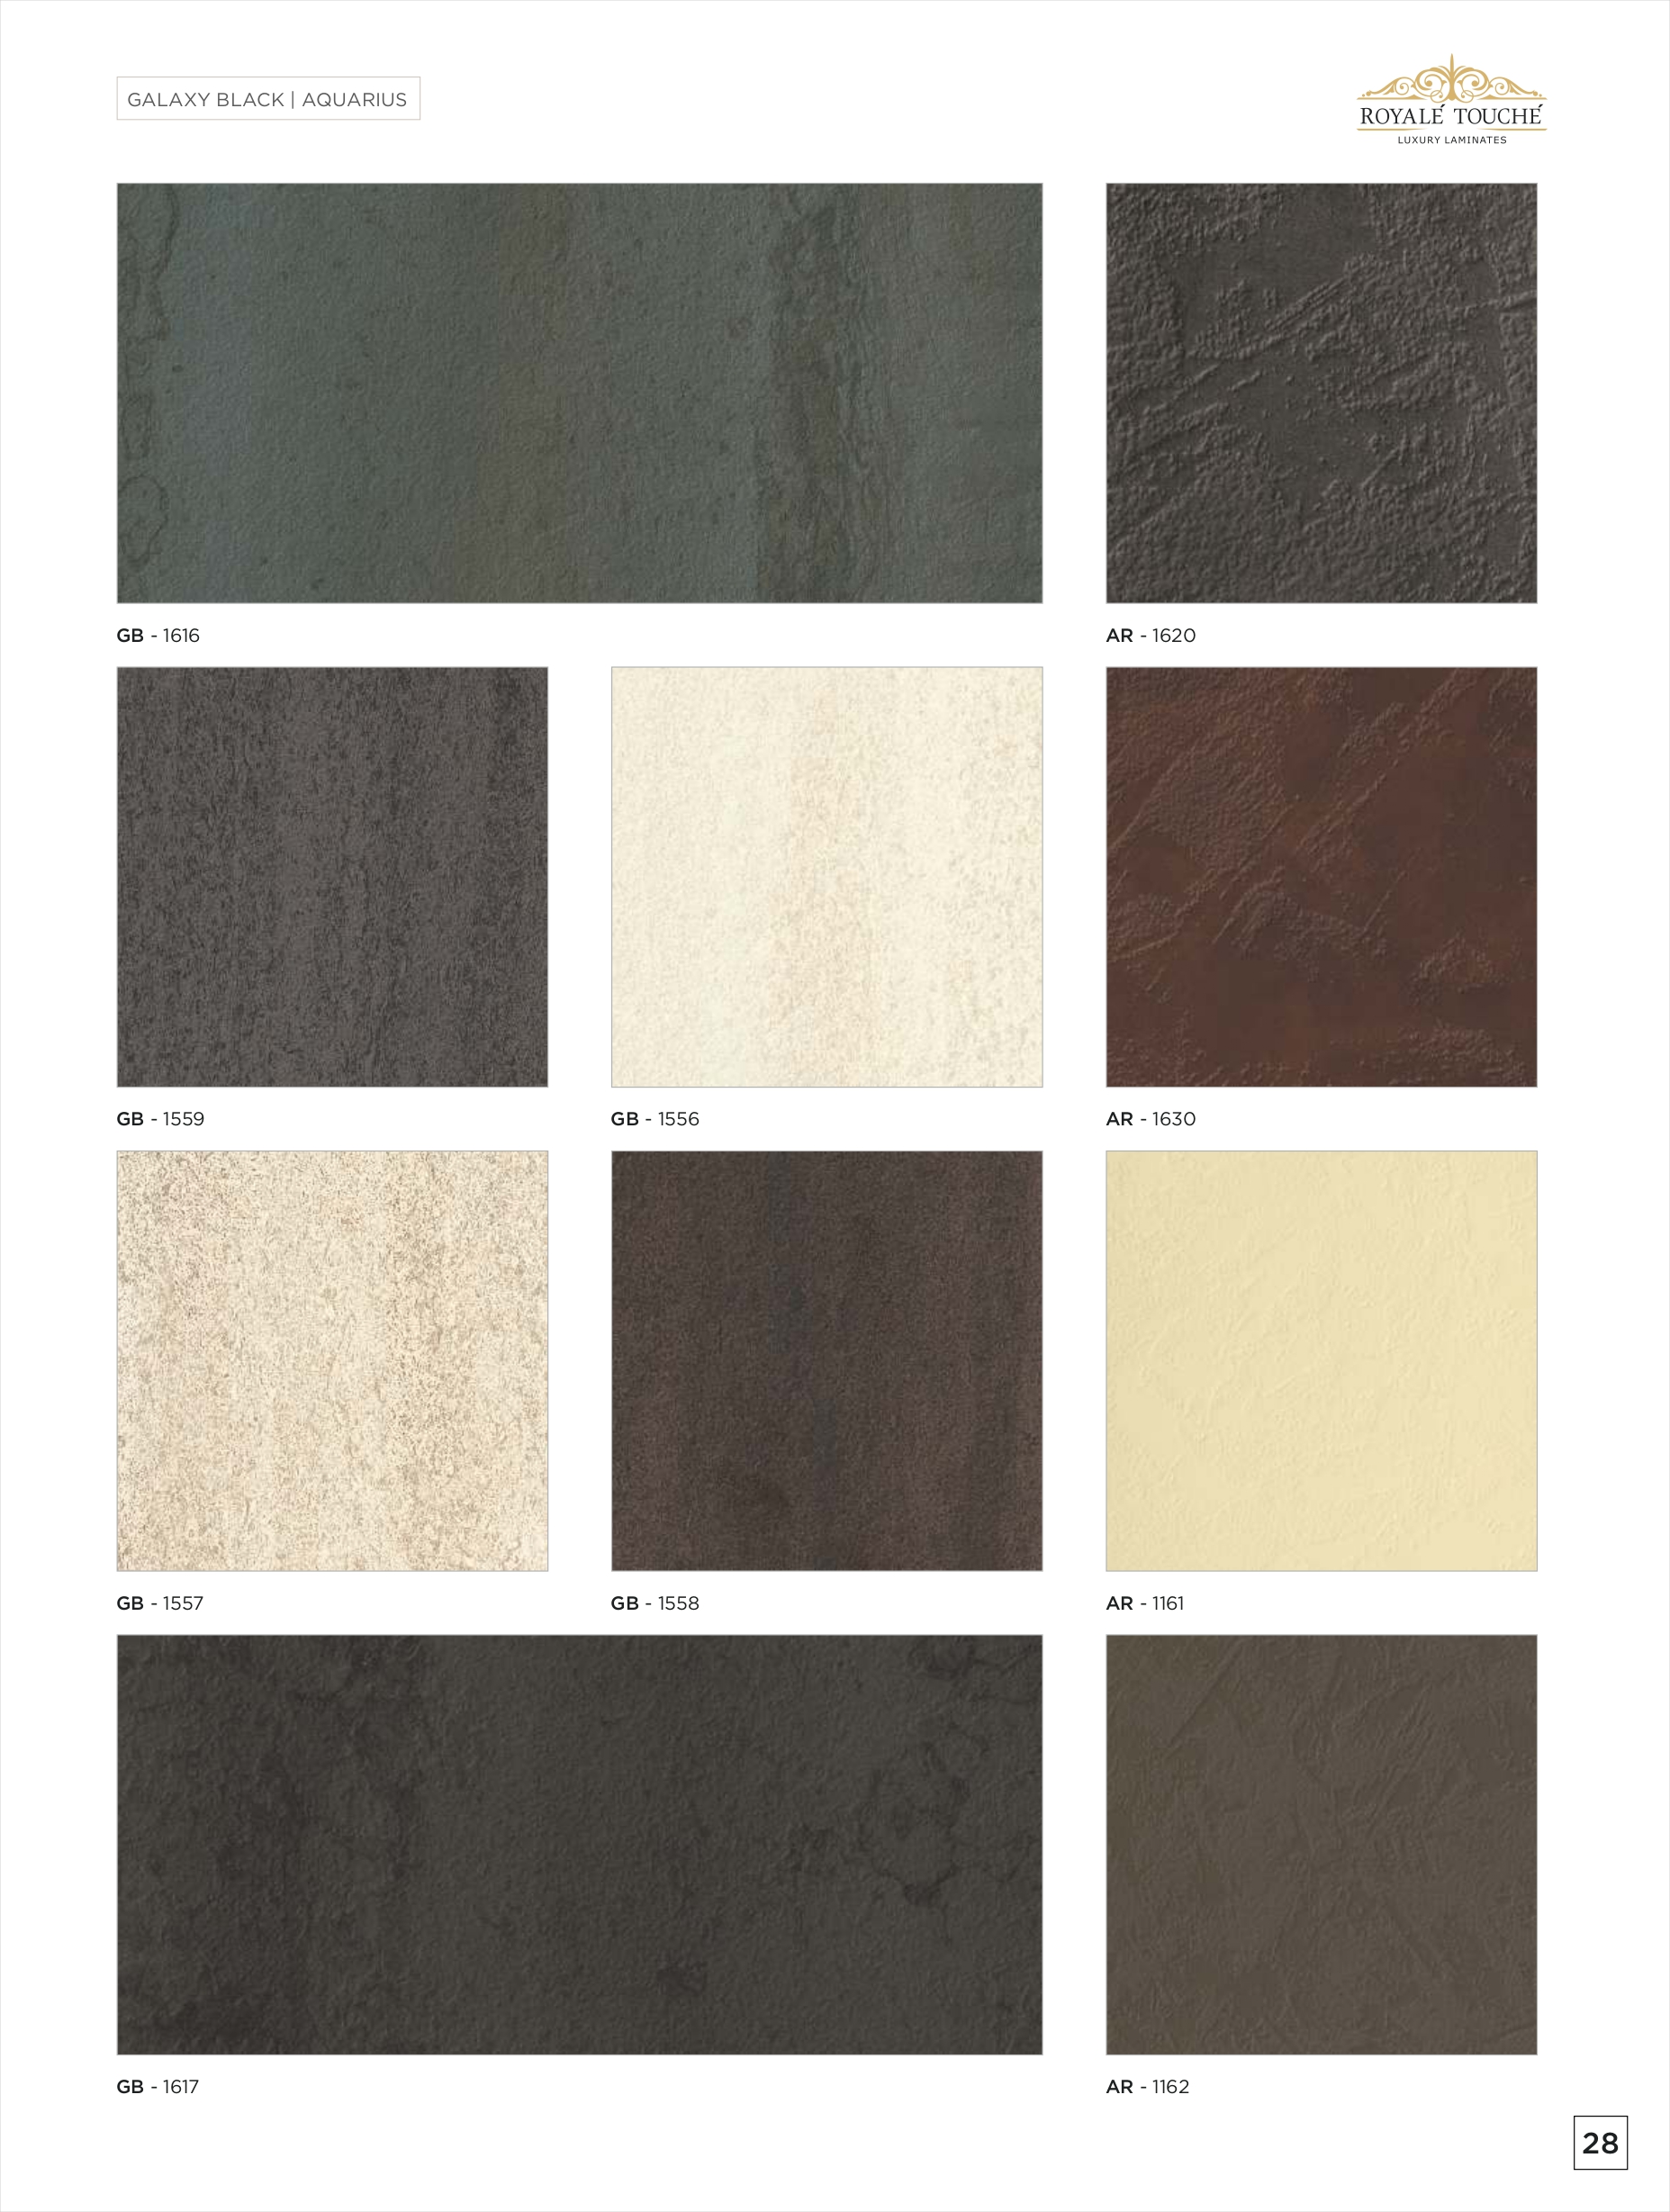 GALAXY BLACK | AQUARIUS
ROYALÉ TOUCHÉ
LUXURY LAMINATES
GB - 1616
AR - 1620
GB - 1559
GB - 1556
AR - 1630
GB - 1557
GB - 1558
AR - 1161
GB - 1617
AR - 1162
28